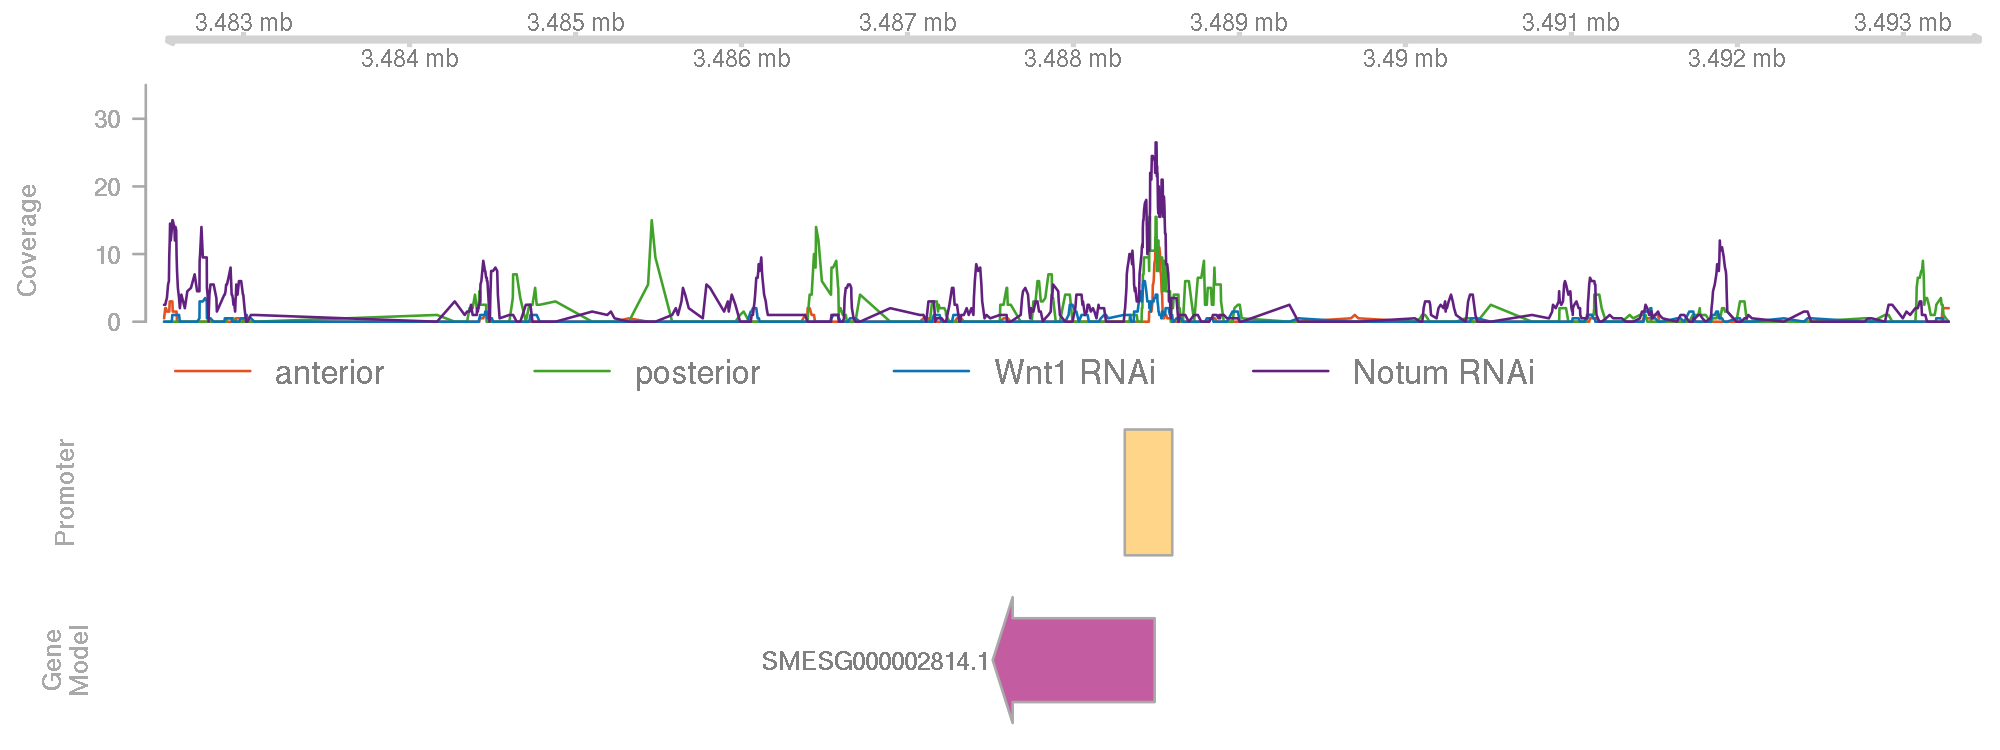 3.483 mb 3.485 mb 3.487 mb 3.489 mb 3.491 mb 3.493 mb
3.484 mb 3.486 mb 3.488 mb 3.49 mb 3.492 mb
Coverage
30
20
10
0
anterior posterior Wnt1 RNAi Notum RNAi
Promoter
Gene
Model
SMESG000002814.1